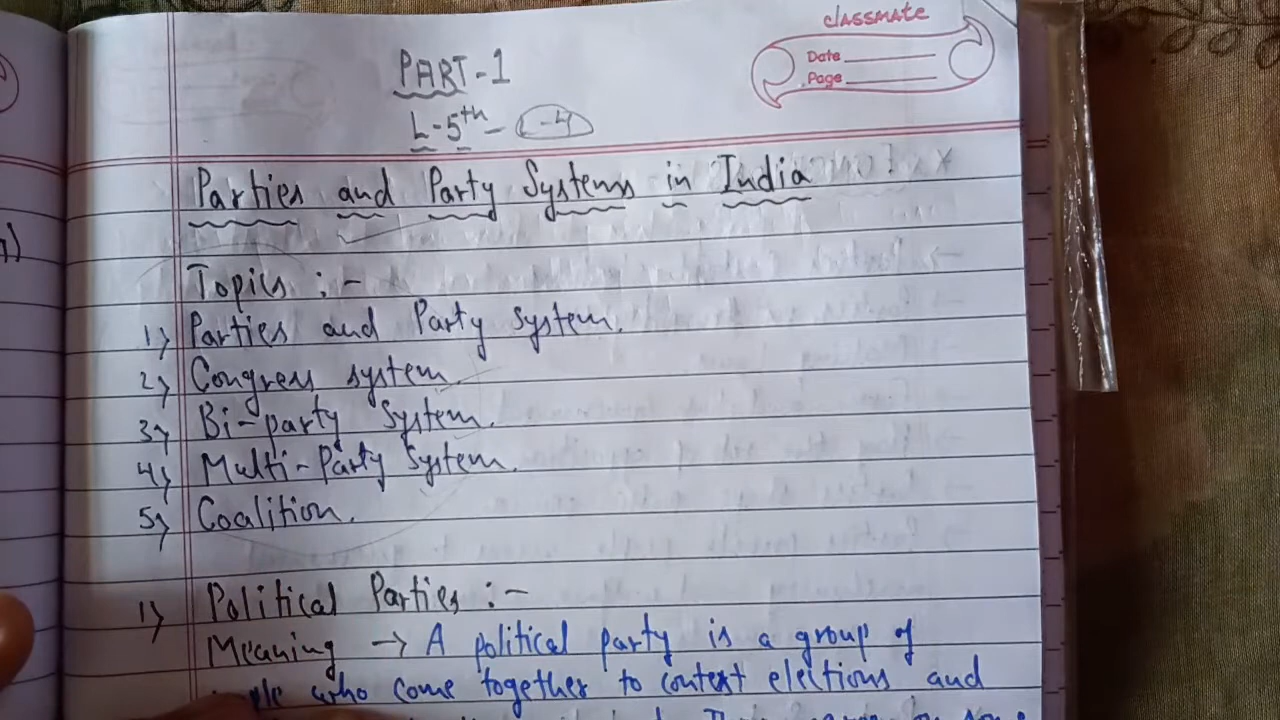 classmate
Date
Page
PART-1
L-5th - -4
Parties and Party Systems in India
Topics :-
1) Parties and Party system.
2) Congress system
3) Bi-party System.
4) Multi-Party System.
5) Coalition.
1) Political Parties :-
Meaning → A political party is a group of
who come together to contest elections and